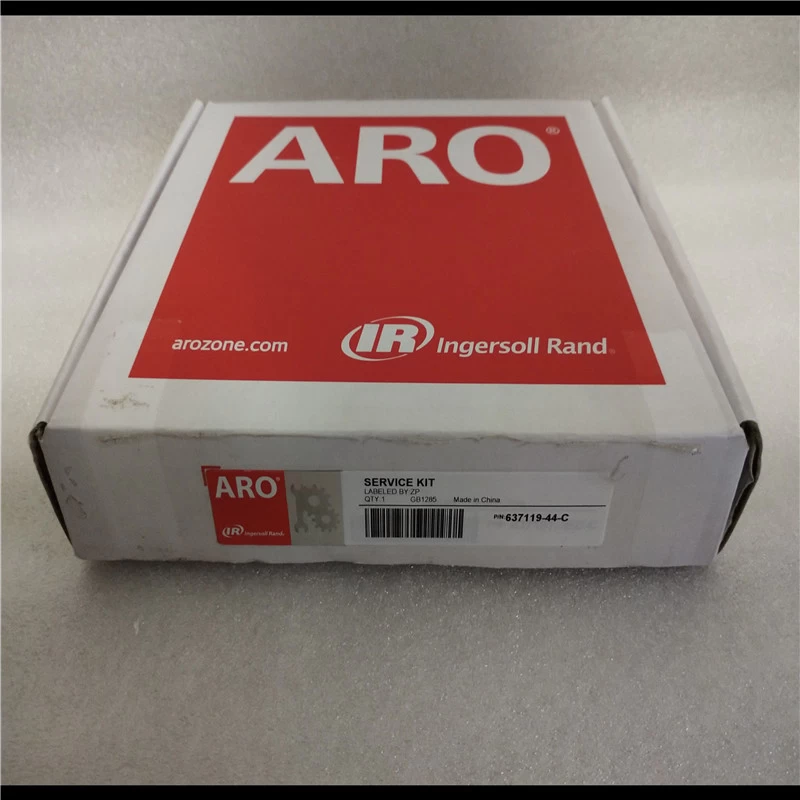 ARO®
arozone.com
IR Ingersoll Rand
ARO
IR Ingersoll Rand.
SERVICE KIT
LABELED BY:ZP
QTY.1 GB1285 Made in China
P/N:637119-44-C